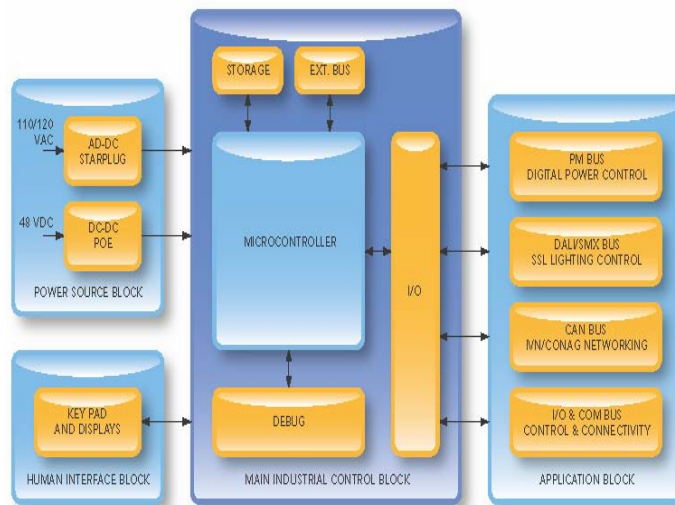 STORAGE
EXT. BUS
110/120
VAC
AD-DC
STARPLUG
48 VDC
DC-DC
POE
POWER SOURCE BLOCK
MICROCONTROLLER
I/O
DEBUG
KEY PAD
AND DISPLAYS
HUMAN INTERFACE BLOCK
MAIN INDUSTRIAL CONTROL BLOCK
PM BUS
DIGITAL POWER CONTROL
DALI/SMX BUS
SSL LIGHTING CONTROL
CAN BUS
IVN/CONAG NETWORKING
I/O & COM BUS
CONTROL & CONNECTIVITY
APPLICATION BLOCK